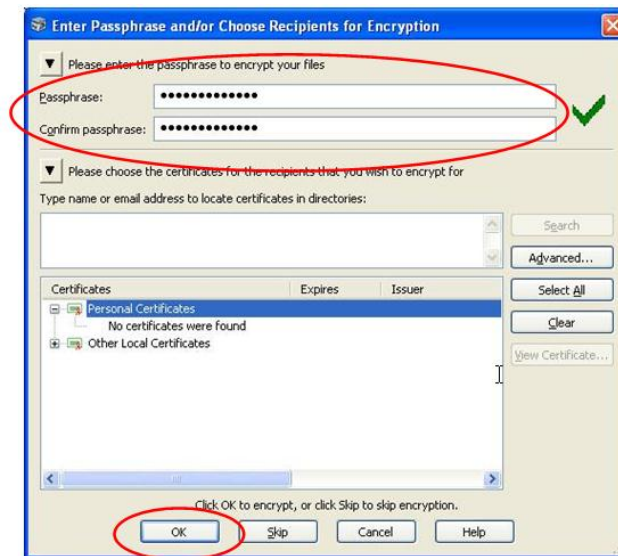 Enter Passphrase and/or Choose Recipients for Encryption
Please enter the passphrase to encrypt your files
Passphrase: •••••••••••••
Confirm passphrase: •••••••••••••
Please choose the certificates for the recipients that you wish to encrypt for
Type name or email address to locate certificates in directories:
Search
Advanced...
Certificates Expires Issuer
Select All
Personal Certificates
No certificates were found
Clear
Other Local Certificates
View Certificate...
Click OK to encrypt, or click Skip to skip encryption.
OK Skip Cancel Help